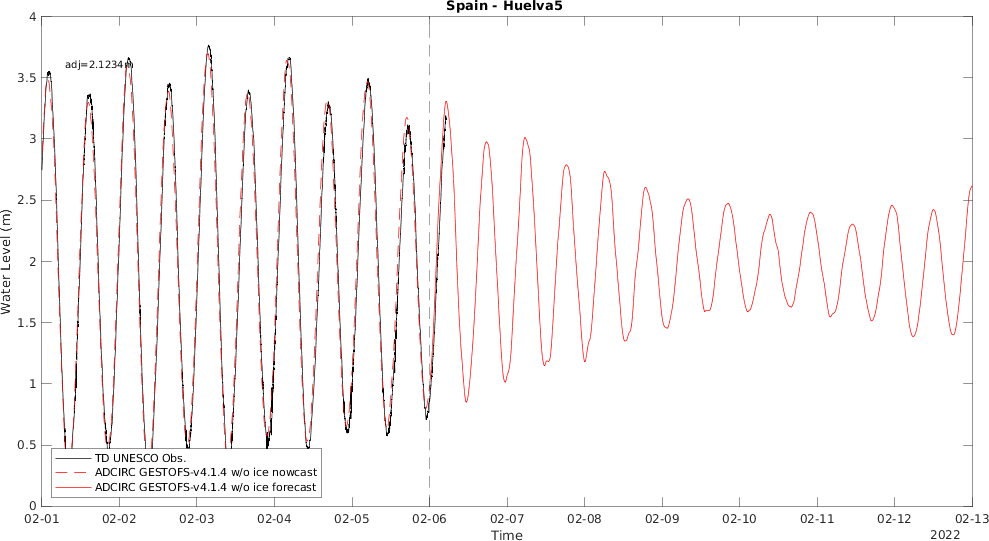 Spain - Huelva5
4
adj=2.1234 m
3.5
3
2.5
2
1.5
1
0.5
0
Water Level (m)
TD UNESCO Obs.
ADCIRC GESTOFS-v4.1.4 w/o ice nowcast
ADCIRC GESTOFS-v4.1.4 w/o ice forecast
02-01 02-02 02-03 02-04 02-05 02-06 02-07 02-08 02-09 02-10 02-11 02-12 02-13
Time
2022